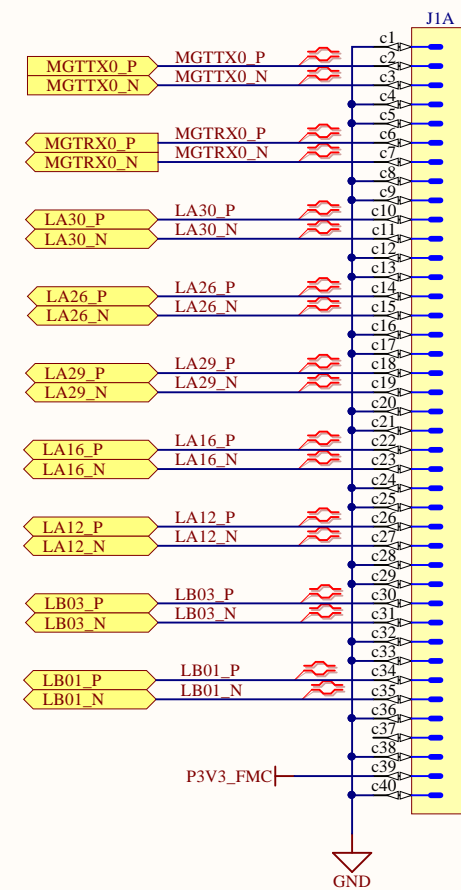 J1A
c1
MGTTX0_P MGTTX0_P c2
MGTTX0_N MGTTX0_N c3
c4
c5
MGTRX0_P MGTRX0_P c6
MGTRX0_N MGTRX0_N c7
c8
c9
LA30_P LA30_P c10
LA30_N LA30_N c11
c12
c13
LA26_P LA26_P c14
LA26_N LA26_N c15
c16
c17
LA29_P LA29_P c18
LA29_N LA29_N c19
c20
c21
LA16_P LA16_P c22
LA16_N LA16_N c23
c24
c25
LA12_P LA12_P c26
LA12_N LA12_N c27
c28
c29
LB03_P LB03_P c30
LB03_N LB03_N c31
c32
c33
LB01_P LB01_P c34
LB01_N LB01_N c35
c36
c37
c38
P3V3_FMC c39
c40
GND